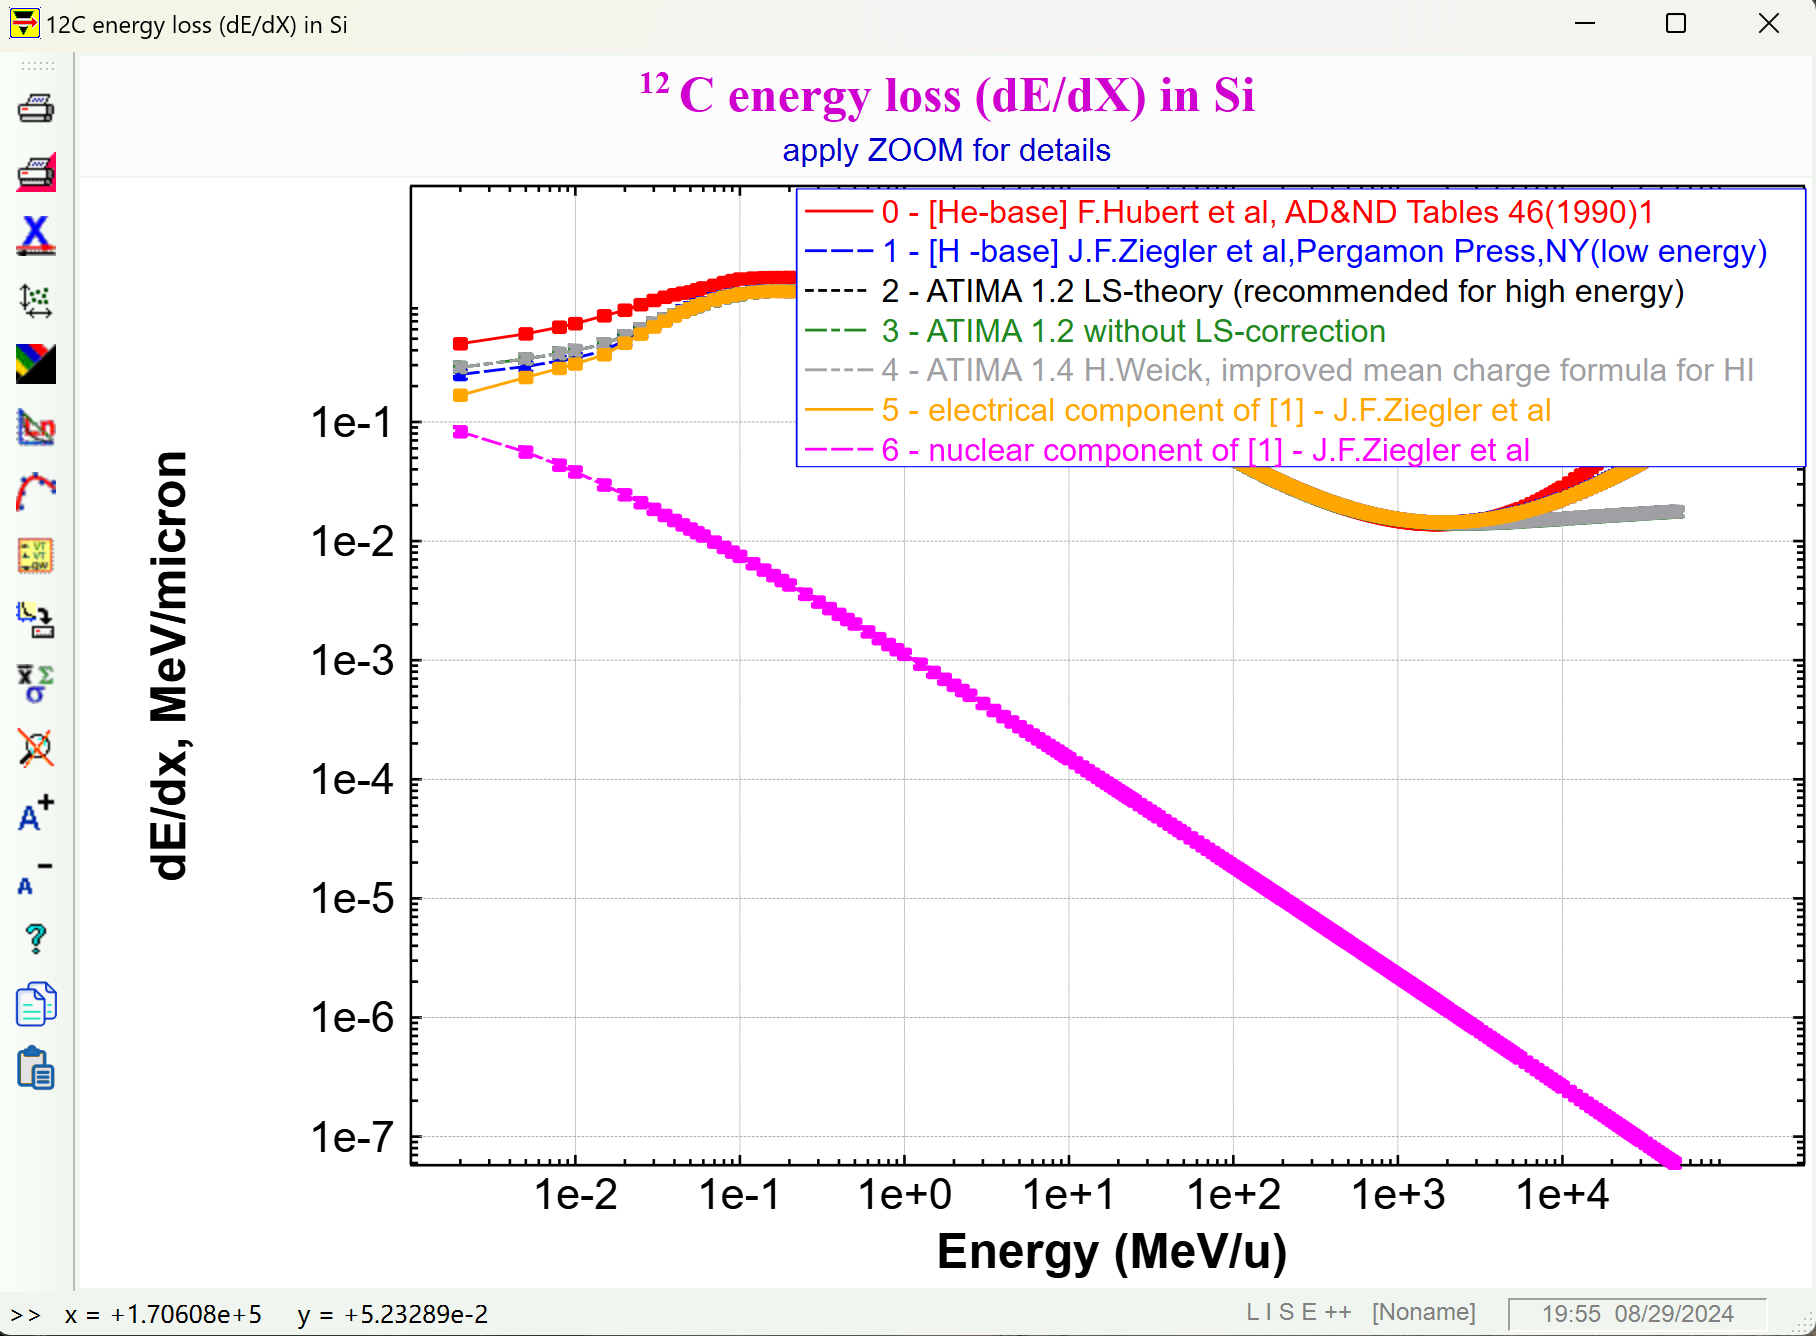 12C energy loss (dE/dX) in Si
12 C energy loss (dE/dX) in Si
apply ZOOM for details
0 - [He-base] F.Hubert et al, AD&ND Tables 46(1990)1
1 - [H -base] J.F.Ziegler et al,Pergamon Press,NY(low energy)
2 - ATIMA 1.2 LS-theory (recommended for high energy)
3 - ATIMA 1.2 without LS-correction
4 - ATIMA 1.4 H.Weick, improved mean charge formula for HI
5 - electrical component of [1] - J.F.Ziegler et al
6 - nuclear component of [1] - J.F.Ziegler et al
dE/dx, MeV/micron
1e-1
1e-2
1e-3
1e-4
1e-5
1e-6
1e-7
1e-2 1e-1 1e+0 1e+1 1e+2 1e+3 1e+4
Energy (MeV/u)
>> x = +1.70608e+5 y = +5.23289e-2
L I S E ++ [Noname] 19:55 08/29/2024